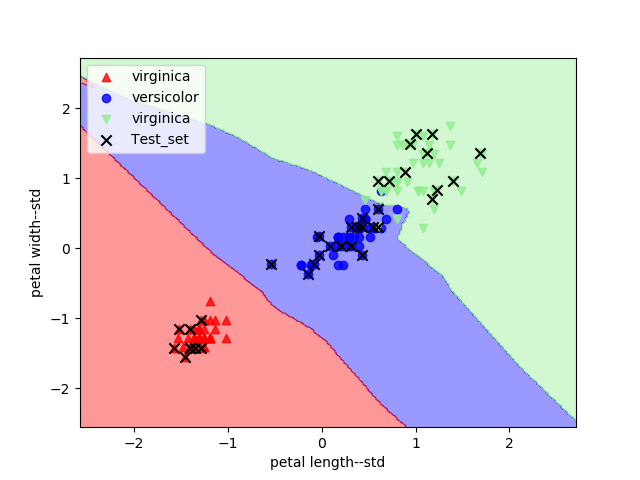 virginica
versicolor
virginica
Test_set
2
1
0
−1
−2
petal width--std
−2
−1
0
1
2
petal length--std